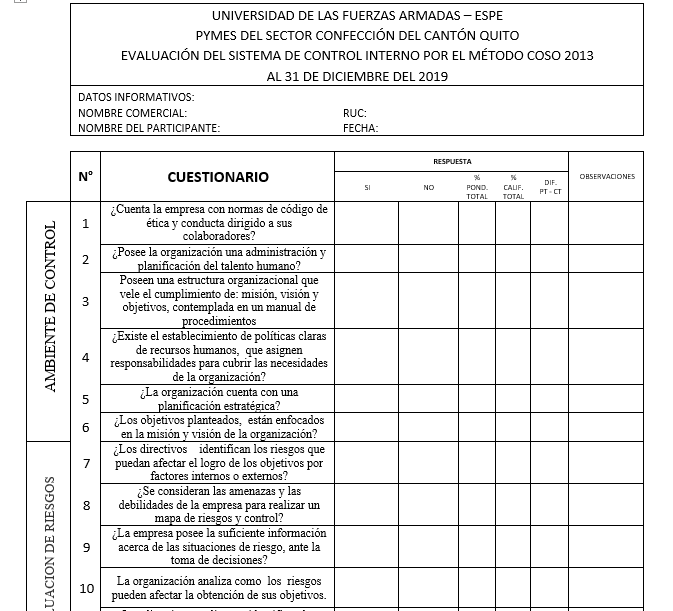 UNIVERSIDAD DE LAS FUERZAS ARMADAS – ESPE
PYMES DEL SECTOR CONFECCIÓN DEL CANTÓN QUITO
EVALUACIÓN DEL SISTEMA DE CONTROL INTERNO POR EL MÉTODO COSO 2013
AL 31 DE DICIEMBRE DEL 2019
DATOS INFORMATIVOS:
NOMBRE COMERCIAL: RUC:
NOMBRE DEL PARTICIPANTE: FECHA:
N° CUESTIONARIO
RESPUESTA
SI NO
%
POND.
TOTAL
%
CALIF.
TOTAL
DIF.
PT - CT
OBSERVACIONES
AMBIENTE DE CONTROL
1
¿Cuenta la empresa con normas de código de
ética y conducta dirigido a sus
colaboradores?
2
¿Posee la organización una administración y
planificación del talento humano?
3
Poseen una estructura organizacional que
vele el cumplimiento de: misión, visión y
objetivos, contemplada en un manual de
procedimientos
4
¿Existe el establecimiento de políticas claras
de recursos humanos, que asignen
responsabilidades para cubrir las necesidades
de la organización?
5
¿La organización cuenta con una
planificación estratégica?
6
¿Los objetivos planteados, están enfocados
en la misión y visión de la organización?
LUACION DE RIESGOS
7
¿Los directivos identifican los riesgos que
puedan afectar el logro de los objetivos por
factores internos o externos?
8
¿Se consideran las amenazas y las
debilidades de la empresa para realizar un
mapa de riesgos y control?
9
¿La empresa posee la suficiente información
acerca de las situaciones de riesgo, ante la
toma de decisiones?
10
La organización analiza como los riesgos
pueden afectar la obtención de sus objetivos.